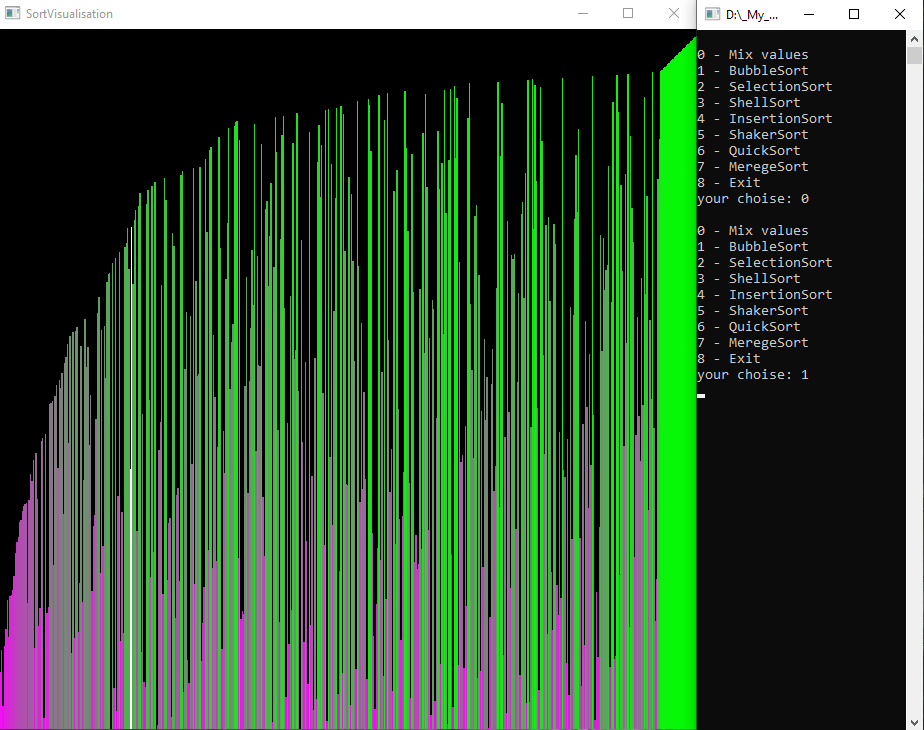 SortVisualisation
D:\_My_...
0 - Mix values
1 - BubbleSort
2 - SelectionSort
3 - ShellSort
4 - InsertionSort
5 - ShakerSort
6 - QuickSort
7 - MeregeSort
8 - Exit
your choise: 0
0 - Mix values
1 - BubbleSort
2 - SelectionSort
3 - ShellSort
4 - InsertionSort
5 - ShakerSort
6 - QuickSort
7 - MeregeSort
8 - Exit
your choise: 1